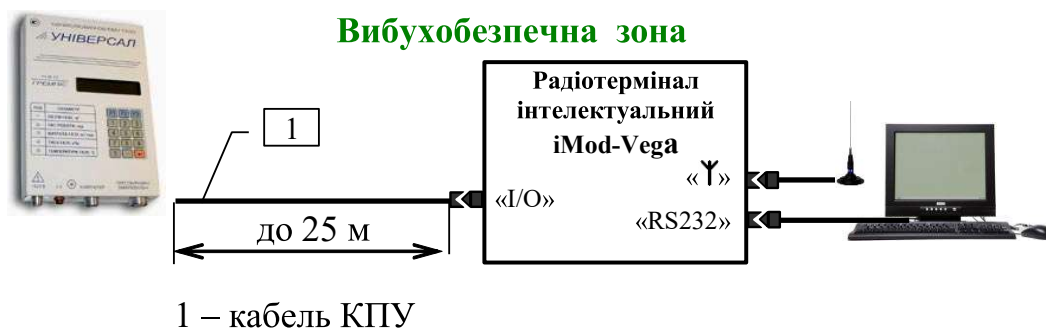 Вибухобезпечна зона
УНІВЕРСАЛ
Радіотермінал
інтелектуальний
iMod-Vega
1
«I/O»
«Y»
«RS232»
до 25 м
1 – кабель КПУ